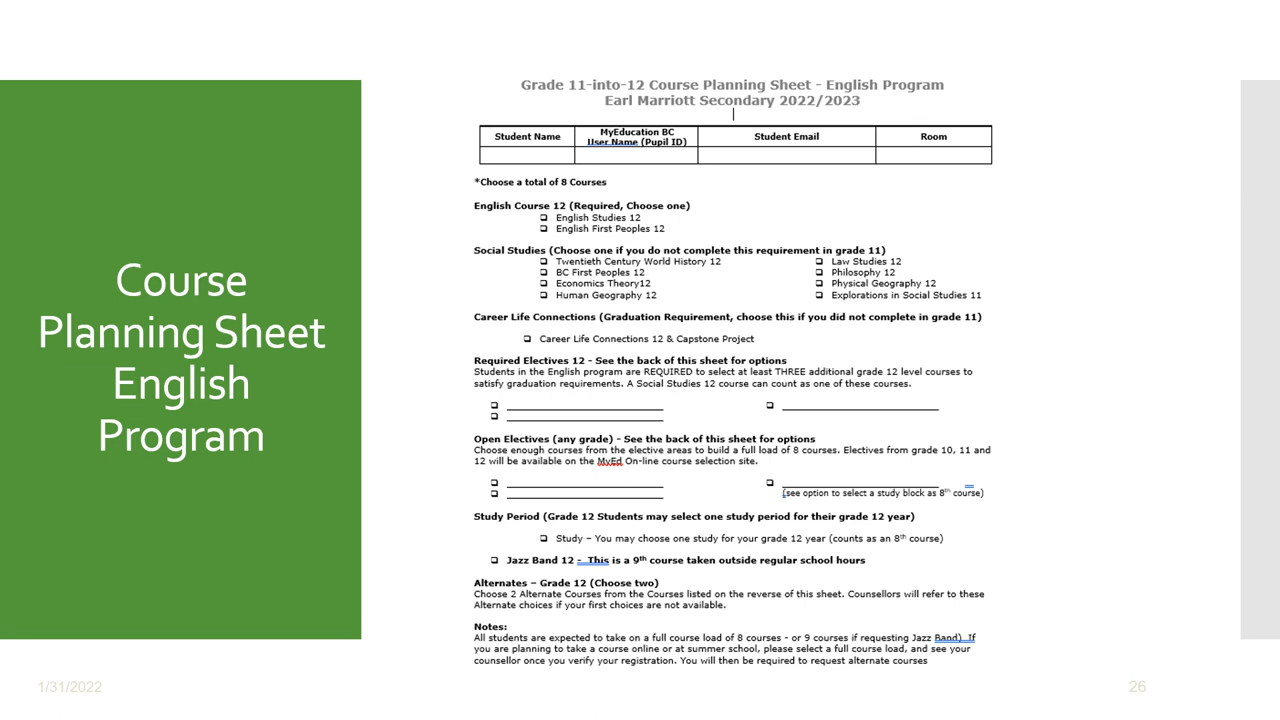 Course
Planning Sheet
English
Program
Grade 11-into-12 Course Planning Sheet - English Program
Earl Marriott Secondary 2022/2023
Student Name
MyEducation BC
User Name (Pupil ID)
Student Email
Room
*Choose a total of 8 Courses
English Course 12 (Required, Choose one)
English Studies 12
English First Peoples 12
Social Studies (Choose one if you do not complete this requirement in grade 11)
Twentieth Century World History 12
BC First Peoples 12
Economics Theory12
Human Geography 12
Law Studies 12
Philosophy 12
Physical Geography 12
Explorations in Social Studies 11
Career Life Connections (Graduation Requirement, choose this if you did not complete in grade 11)
Career Life Connections 12 & Capstone Project
Required Electives 12 - See the back of this sheet for options
Students in the English program are REQUIRED to select at least THREE additional grade 12 level courses to
satisfy graduation requirements. A Social Studies 12 course can count as one of these courses.
Open Electives (any grade) - See the back of this sheet for options
Choose enough courses from the elective areas to build a full load of 8 courses. Electives from grade 10, 11 and
12 will be available on the MyEd On-line course selection site.
(see option to select a study block as 8th course)
Study Period (Grade 12 Students may select one study period for their grade 12 year)
Study – You may choose one study for your grade 12 year (counts as an 8th course)
Jazz Band 12 - This is a 9th course taken outside regular school hours
Alternates – Grade 12 (Choose two)
Choose 2 Alternate Courses from the Courses listed on the reverse of this sheet. Counsellors will refer to these
Alternate choices if your first choices are not available.
Notes:
All students are expected to take on a full course load of 8 courses - or 9 courses if requesting Jazz Band). If
you are planning to take a course online or at summer school, please select a full course load, and see your
counsellor once you verify your registration. You will then be required to request alternate courses
1/31/2022
26